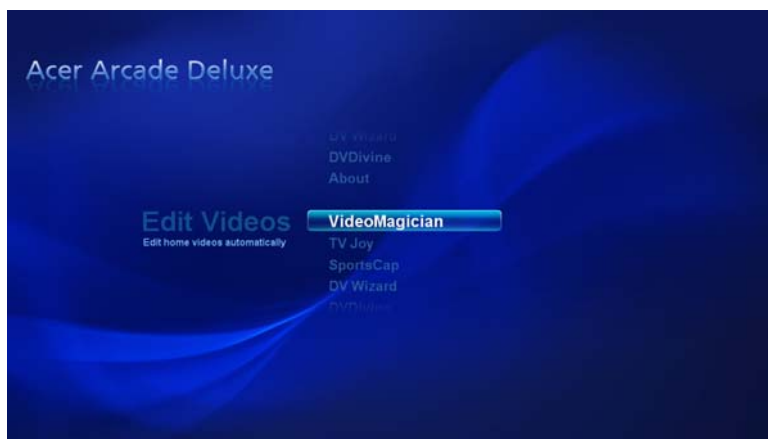 Acer Arcade Deluxe
DV Wizard
DVDivine
About
Edit Videos
VideoMagician
Edit home videos automatically
TV Joy
SportsCap
DV Wizard
DVDivine